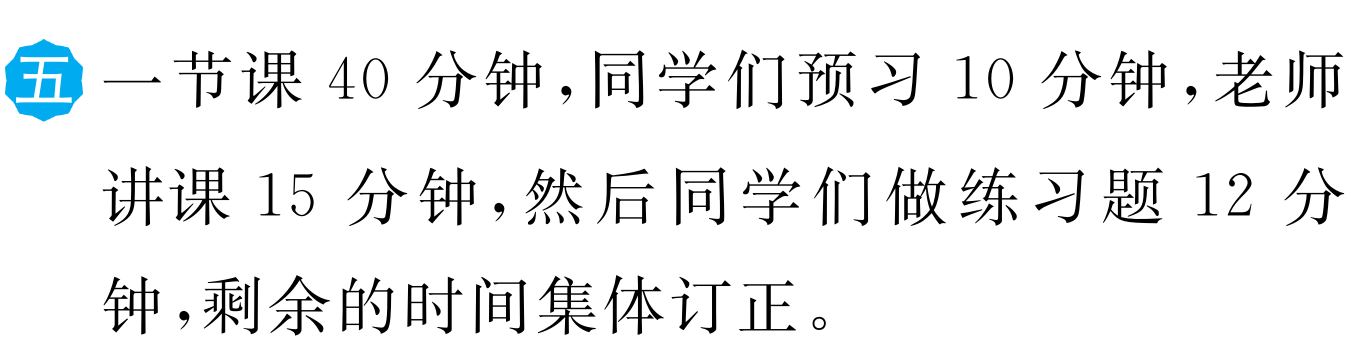 五 一节课 40 分钟,同学们预习 10 分钟,老师
讲课 15 分钟,然后同学们做练习题 12 分
钟,剩余的时间集体订正。